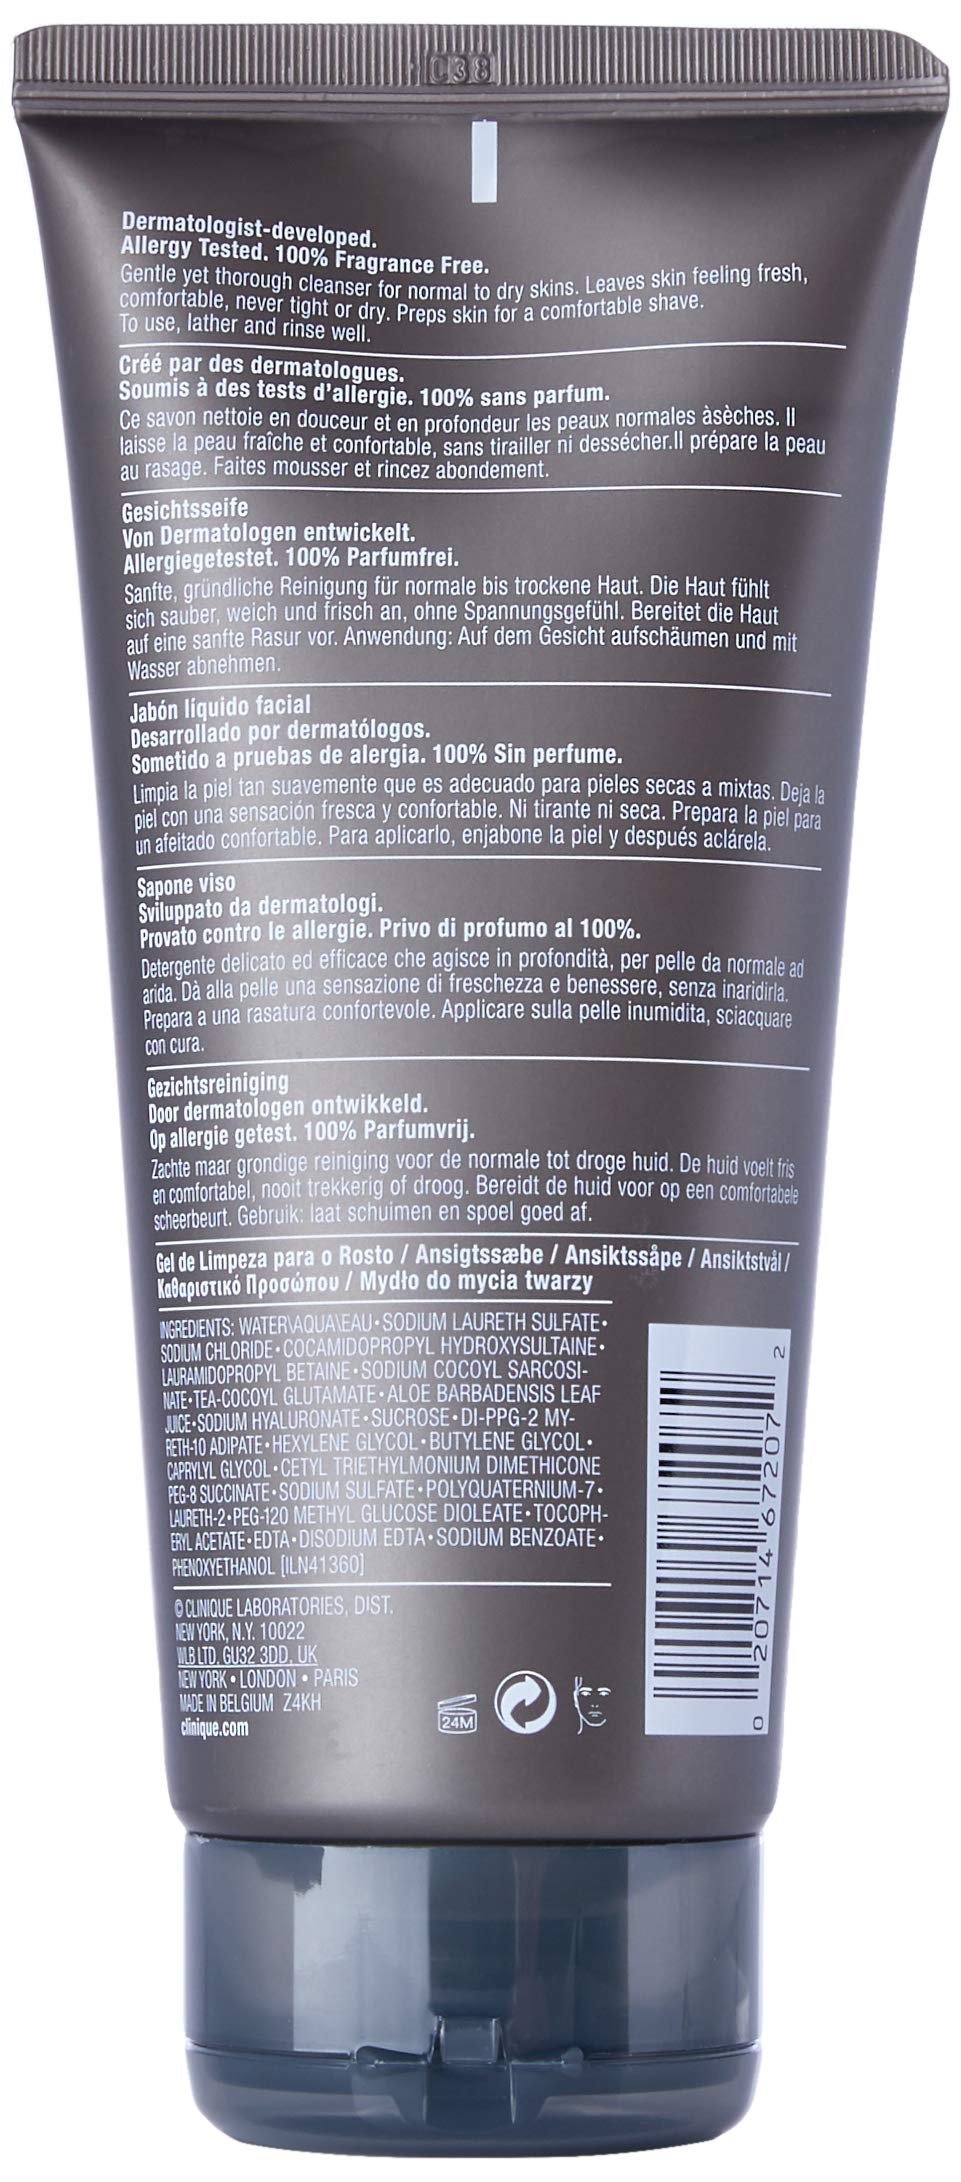 C38
Dermatologist-developed.
Allergy Tested. 100% Fragrance Free.
Gentle yet thorough cleanser for normal to dry skins. Leaves skin feeling fresh,
comfortable, never tight or dry. Preps skin for a comfortable shave.
To use, lather and rinse well.
Créé par des dermatologues.
Soumis à des tests d'allergie. 100% sans parfum.
Ce savon nettoie en douceur et en profondeur les peaux normales àsèches. Il
laisse la peau fraîche et confortable, sans tirailler ni dessécher.Il prépare la peau
au rasage. Faites mousser et rincez abondement.
Gesichtsseife
Von Dermatologen entwickelt.
Allergiegetestet. 100% Parfumfrei.
Sanfte, gründliche Reinigung für normale bis trockene Haut. Die Haut fühlt
sich sauber, weich und frisch an, ohne Spannungsgefühl. Bereitet die Haut
auf eine sanfte Rasur vor. Anwendung: Auf dem Gesicht aufschäumen und mit
Wasser abnehmen.
Jabón líquido facial
Desarrollado por dermatólogos.
Sometido a pruebas de alergia. 100% Sin perfume.
Limpia la piel tan suavemente que es adecuado para pieles secas a mixtas. Deja la
piel con una sensación fresca y confortable. Ni tirante ni seca. Prepara la piel para
un afeitado confortable. Para aplicarlo, enjabone la piel y después aclárela.
Sapone viso
Sviluppato da dermatologi.
Provato contro le allergie. Privo di profumo al 100%.
Detergente delicato ed efficace che agisce in profondità, per pelle da normale ad
arida. Dà alla pelle una sensazione di freschezza e benessere, senza inaridirla.
Prepara a una rasatura confortevole. Applicare sulla pelle inumidita, sciacquare
con cura.
Gezichtsreiniging
Door dermatologen ontwikkeld.
Op allergie getest. 100% Parfumvrij.
Zachte maar grondige reiniging voor de normale tot droge huid. De huid voelt fris
en comfortabel, nooit trekkerig of droog. Bereidt de huid voor op een comfortabele
scheerbeurt. Gebruik: laat schuimen en spoel goed af.
Gel de Limpeza para o Rosto / Ansigtssæbe / Ansiktssåpe / Ansiktstvål /
Καθαριστικό Προσώπου / Mydło do mycia twarzy
INGREDIENTS: WATER\AQUA\EAU•SODIUM LAURETH SULFATE•
SODIUM CHLORIDE•COCAMIDOPROPYL HYDROXYSULTAINE•
LAURAMIDOPROPYL BETAINE•SODIUM COCOYL SARCOSI-
NATE•TEA-COCOYL GLUTAMATE•ALOE BARBADENSIS LEAF
JUICE•SODIUM HYALURONATE•SUCROSE•DI-PPG-2 MY-
RETH-10 ADIPATE•HEXYLENE GLYCOL•BUTYLENE GLYCOL•
CAPRYLYL GLYCOL•CETYL TRIETHYLMONIUM DIMETHICONE
PEG-8 SUCCINATE•SODIUM SULFATE•POLYQUATERNIUM-7•
LAURETH-2•PEG-120 METHYL GLUCOSE DIOLEATE•TOCOPH-
ERYL ACETATE•EDTA•DISODIUM EDTA•SODIUM BENZOATE•
PHENOXYETHANOL [ILN41360]
© CLINIQUE LABORATORIES, DIST.
NEW YORK, N.Y. 10022
WLB LTD. GU32 3DD, UK
NEW YORK • LONDON • PARIS
MADE IN BELGIUM Z4KH
clinique.com
24M
0 20714 67207 2